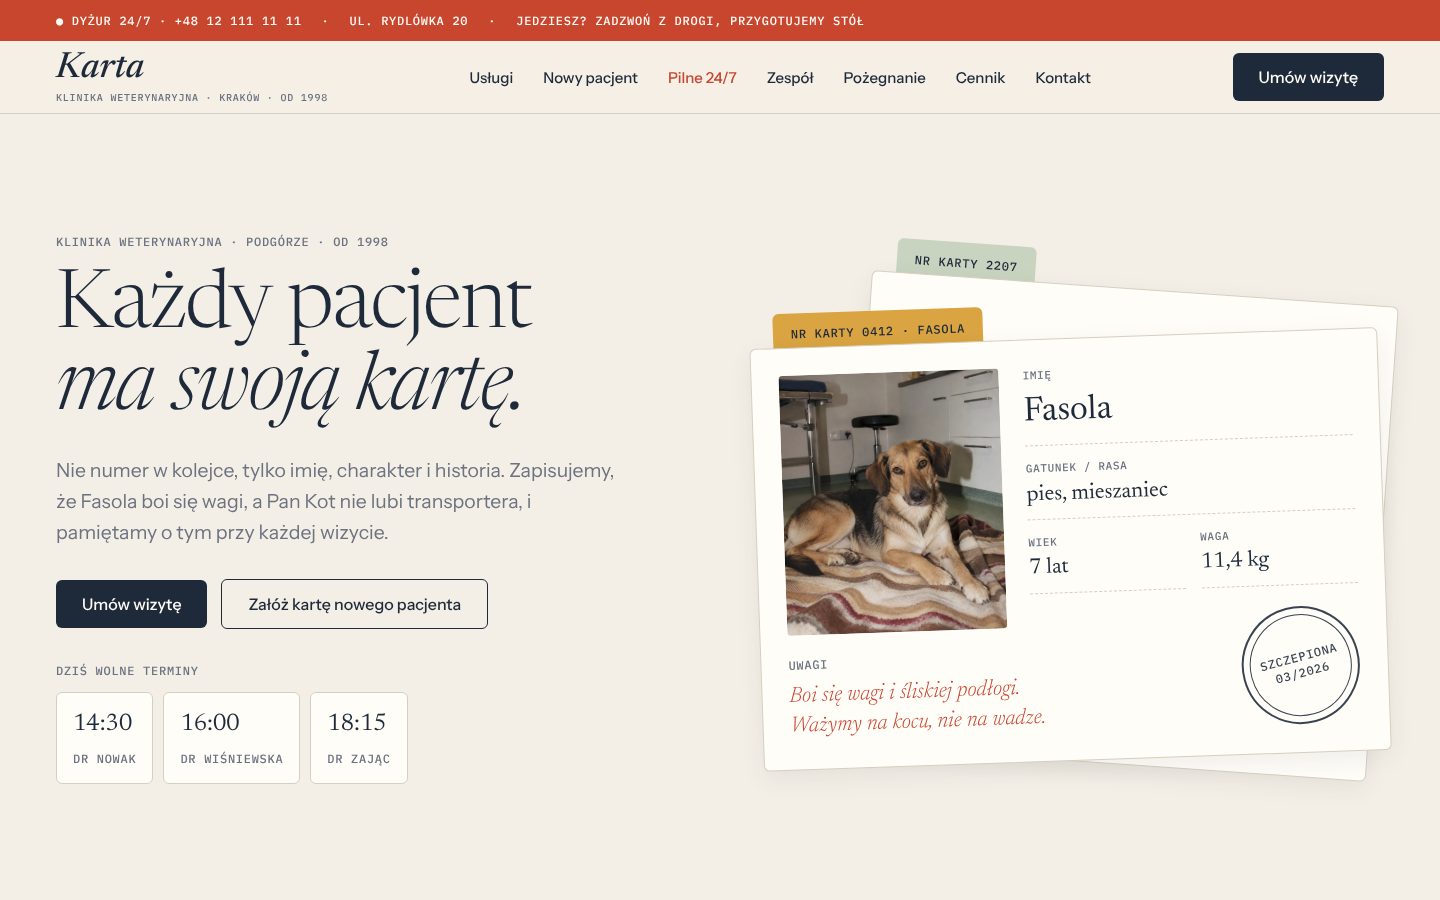 ● DYŻUR 24/7 · +48 12 111 11 11 · UL. RYDLÓWKA 20 · JEDZIESZ? ZADZWOŃ Z DROGI, PRZYGOTUJEMY STÓŁ
Karta
KLINIKA WETERYNARYJNA · KRAKÓW · OD 1998
Usługi Nowy pacjent Pilne 24/7 Zespół Pożegnanie Cennik Kontakt
Umów wizytę
KLINIKA WETERYNARYJNA · PODGÓRZE · OD 1998
Każdy pacjent
ma swoją kartę.
Nie numer w kolejce, tylko imię, charakter i historia. Zapisujemy,
że Fasola boi się wagi, a Pan Kot nie lubi transportera, i
pamiętamy o tym przy każdej wizycie.
Umów wizytę
Załóż kartę nowego pacjenta
DZIŚ WOLNE TERMINY
14:30
DR NOWAK
16:00
DR WIŚNIEWSKA
18:15
DR ZAJĄC
NR KARTY 2207
NR KARTY 0412 · FASOLA
IMIĘ
Fasola
GATUNEK / RASA
pies, mieszaniec
WIEK
7 lat
WAGA
11,4 kg
UWAGI
Boi się wagi i śliskiej podłogi.
Ważymy na kocu, nie na wadze.
SZCZEPIONA
03/2026